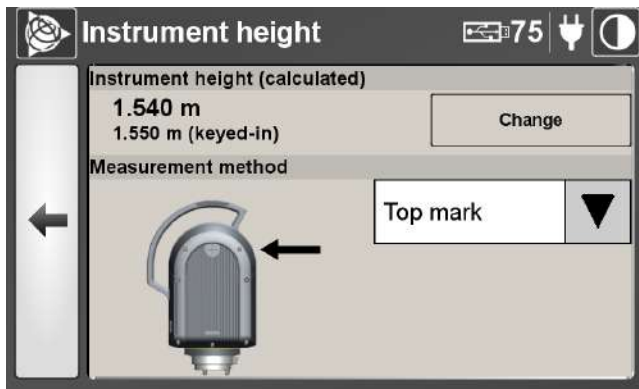 Instrument height
75
Instrument height (calculated)
1.540 m
1.550 m (keyed-in)
Change
Measurement method
Top mark